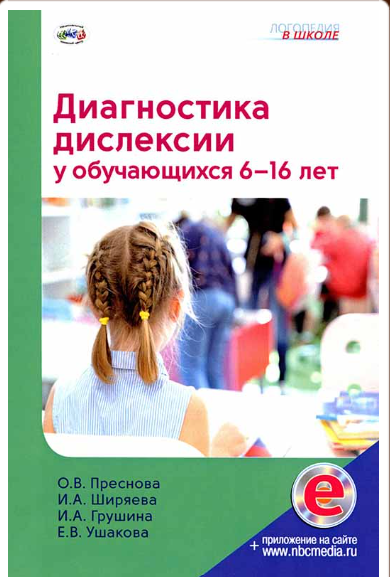 ЛОГОПЕДИЯ
В ШКОЛЕ
Диагностика
дислексии
у обучающихся 6–16 лет
О.В. Преснова
И.А. Ширяева
И.А. Грушина
Е.В. Ушакова
e
+ приложение на сайте
www.nbcmedia.ru